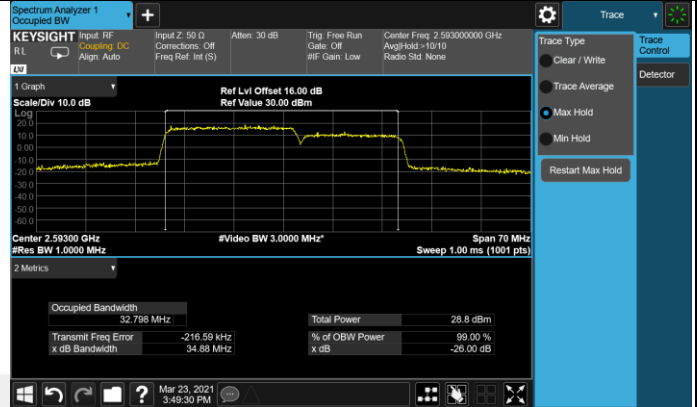 Spectrum Analyzer 1
Occupied BW
+
Trace
KEYSIGHT
RL
LXI
Input: RF
Coupling: DC
Align: Auto
Input Z: 50 Ω
Corrections: Off
Freq Ref: Int (S)
Atten: 30 dB
Trig: Free Run
Gate: Off
#IF Gain: Low
Center Freq: 2.593000000 GHz
Avg|Hold:>10/10
Radio Std: None
1 Graph
Scale/Div 10.0 dB
Ref Lvl Offset 16.00 dB
Ref Value 30.00 dBm
Log
20.0
10.0
0.00
-10.0
-20.0
-30.0
-40.0
-50.0
-60.0
Center 2.59300 GHz
#Res BW 1.0000 MHz
#Video BW 3.0000 MHz*
Span 70 MHz
Sweep 1.00 ms (1001 pts)
2 Metrics
Occupied Bandwidth
32.798 MHz
Total Power 28.8 dBm
Transmit Freq Error -216.59 kHz
% of OBW Power 99.00 %
x dB Bandwidth 34.88 MHz
x dB -26.00 dB
?
Mar 23, 2021
3:49:30 PM
Trace Type
Clear / Write
Trace Average
Max Hold
Min Hold
Restart Max Hold
Trace
Control
Detector